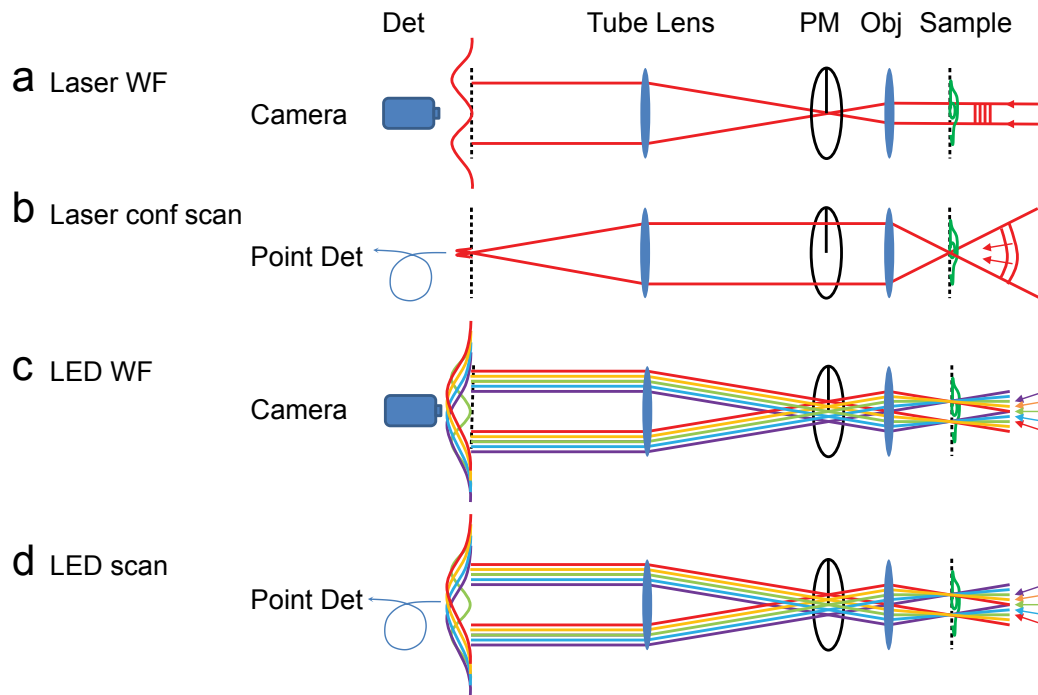 Det Tube Lens PM Obj Sample
a Laser WF
Camera
b Laser conf scan
Point Det
c LED WF
Camera
d LED scan
Point Det